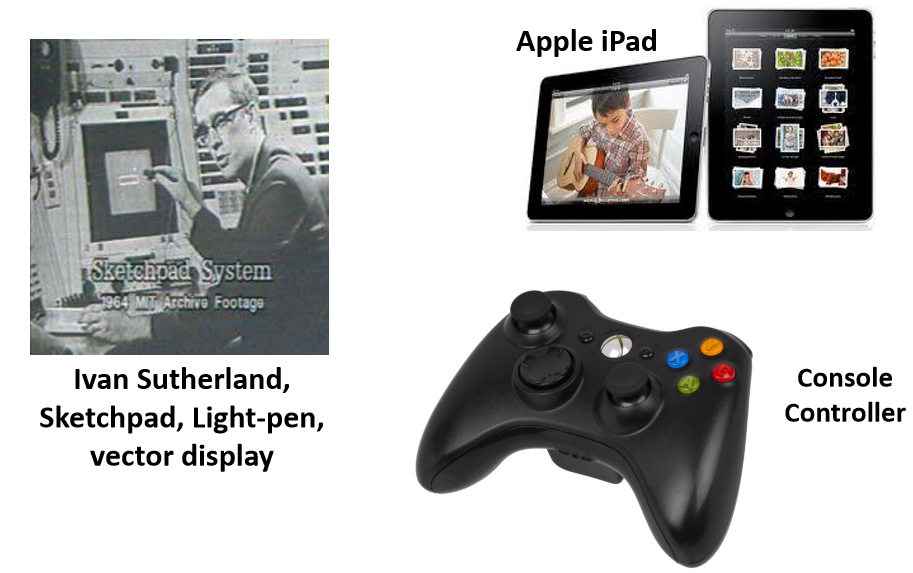 Apple iPad
Sketchpad System
1964 MIT Archive Footage
Ivan Sutherland,
Sketchpad, Light-pen,
vector display
Console
Controller
X
Y
A
B